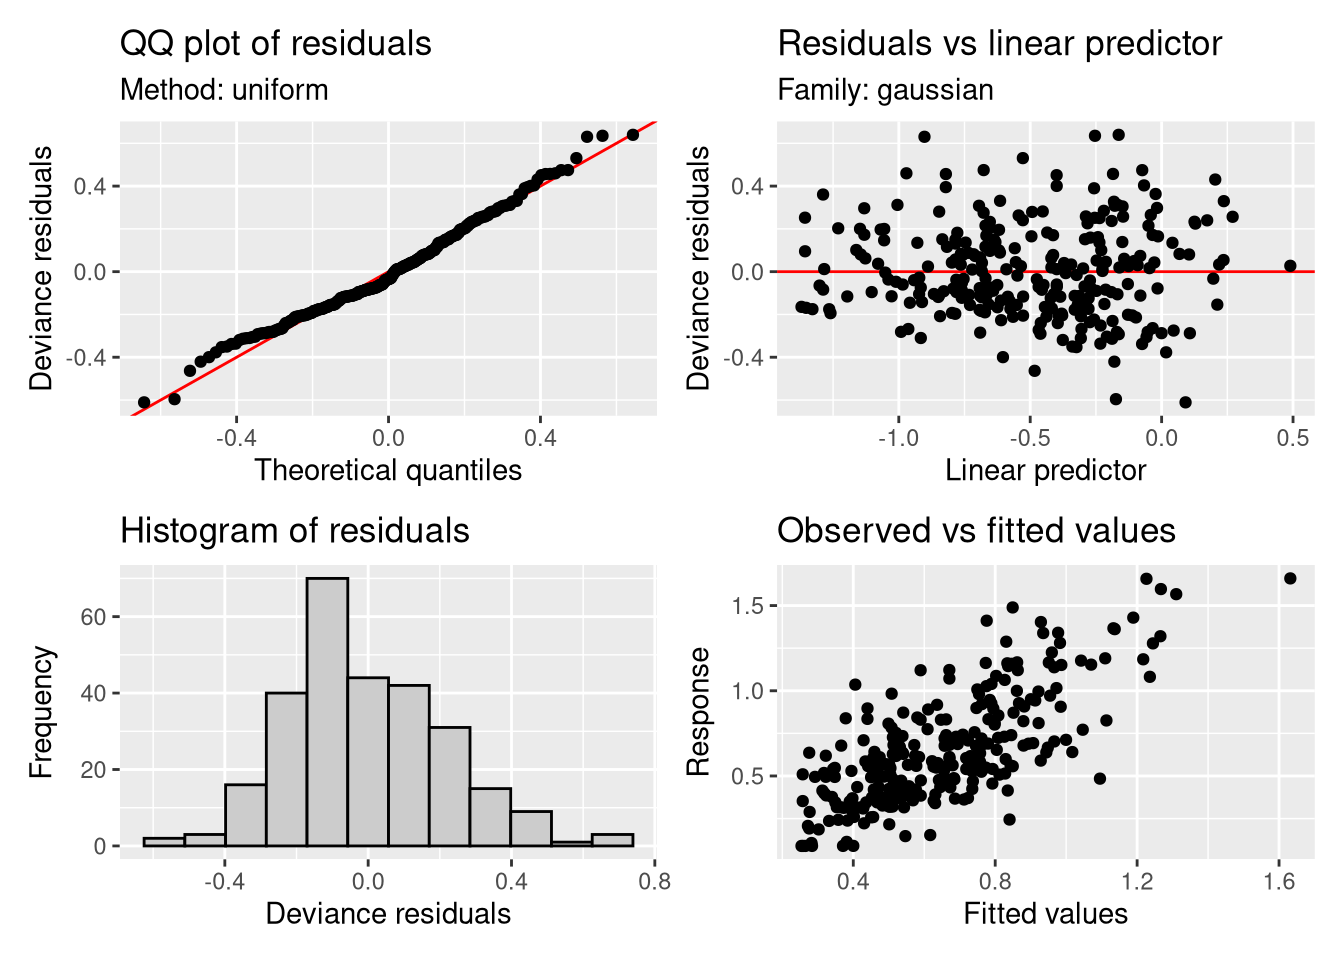 QQ plot of residuals
Method: uniform
Deviance residuals
0.4
0.0
-0.4
-0.4
0.0
0.4
Theoretical quantiles
Residuals vs linear predictor
Family: gaussian
Deviance residuals
0.4
0.0
-0.4
-1.0
-0.5
0.0
0.5
Linear predictor
Histogram of residuals
Frequency
60
40
20
0
-0.4
0.0
0.4
0.8
Deviance residuals
Observed vs fitted values
Response
1.5
1.0
0.5
0.4
0.8
1.2
1.6
Fitted values